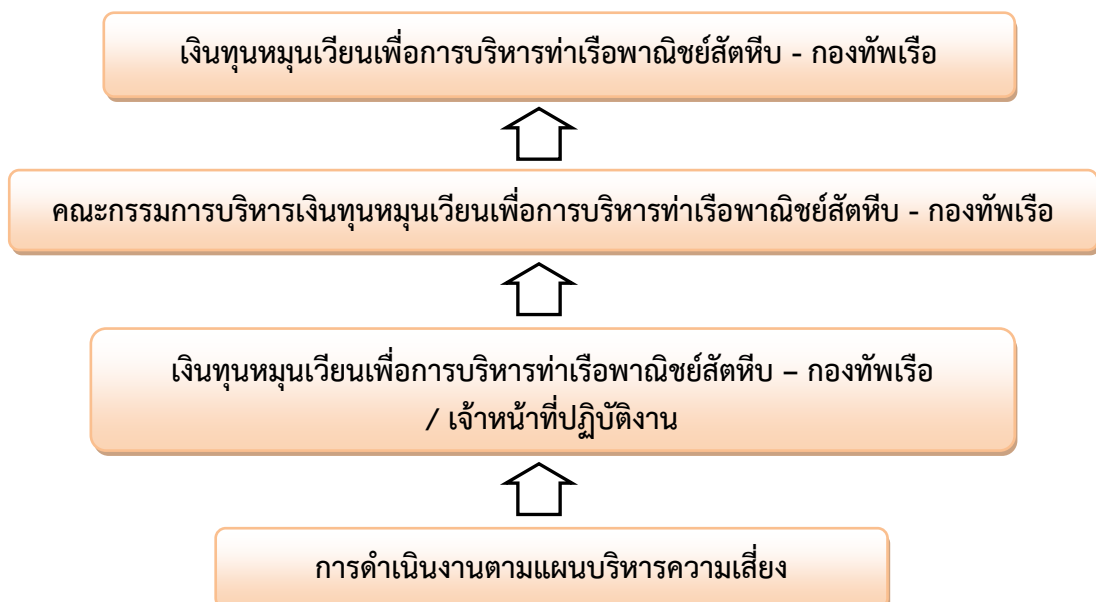 เงินทุนหมุนเวียนเพื่อการบริหารท่าเรือพาณิชย์สัตหีบ - กองทัพเรือ
คณะกรรมการบริหารเงินทุนหมุนเวียนเพื่อการบริหารท่าเรือพาณิชย์สัตหีบ - กองทัพเรือ
เงินทุนหมุนเวียนเพื่อการบริหารท่าเรือพาณิชย์สัตหีบ – กองทัพเรือ
/ เจ้าหน้าที่ปฏิบัติงาน
การดำเนินงานตามแผนบริหารความเสี่ยง